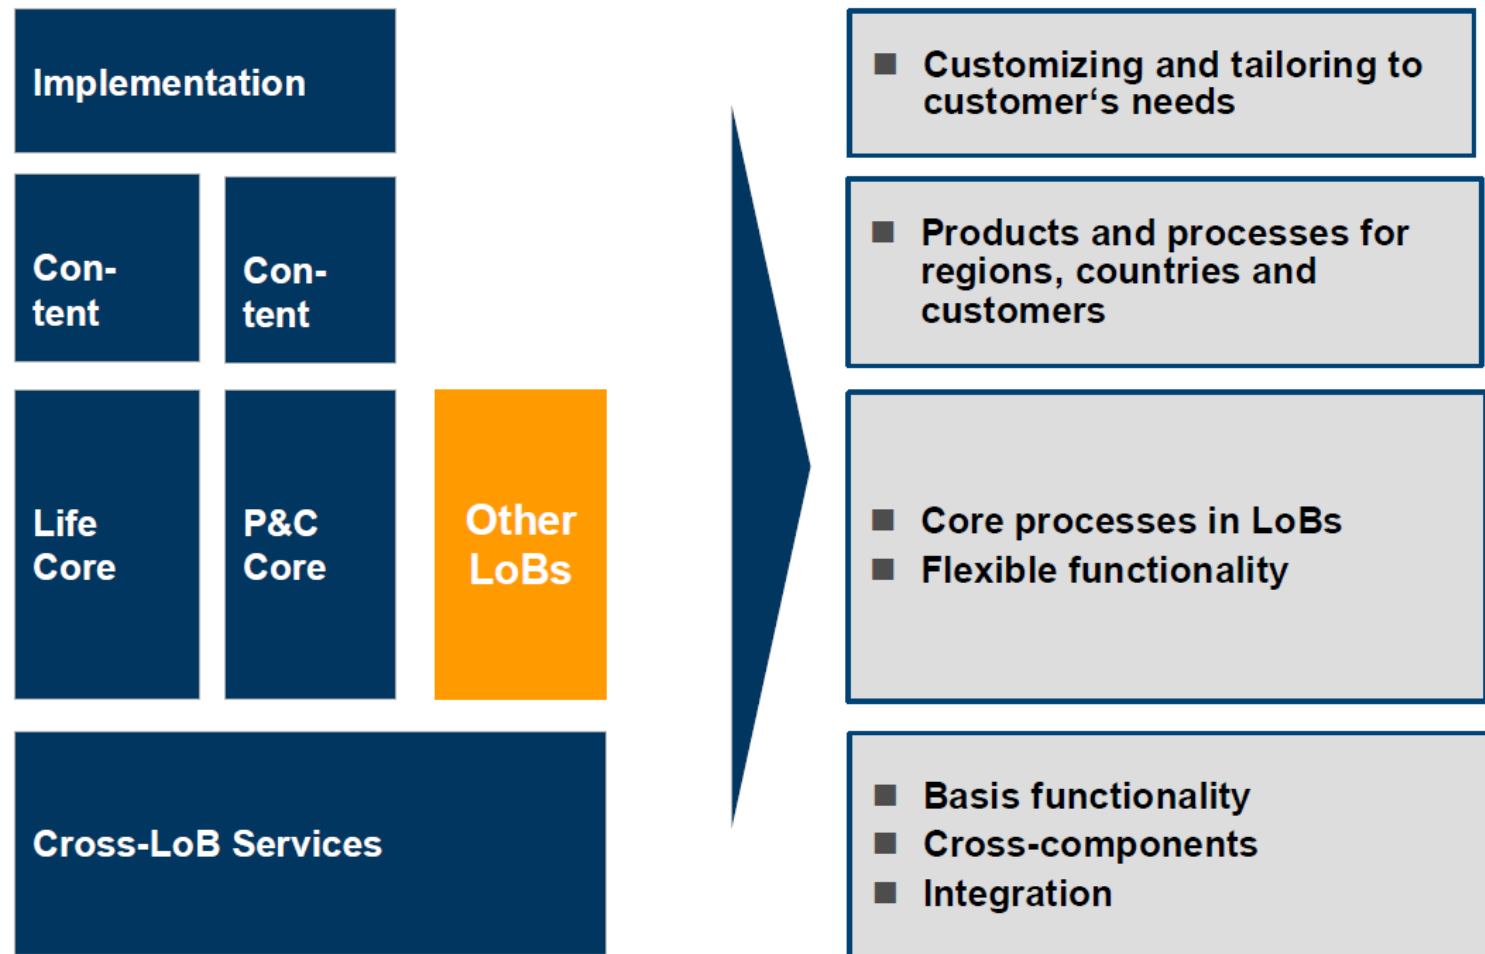 Implementation
Customizing and tailoring to
customer‘s needs
Con-
tent
Con-
tent
Products and processes for
regions, countries and
customers
Life
Core
P&C
Core
Other
LoBs
Core processes in LoBs
Flexible functionality
Cross-LoB Services
Basis functionality
Cross-components
Integration